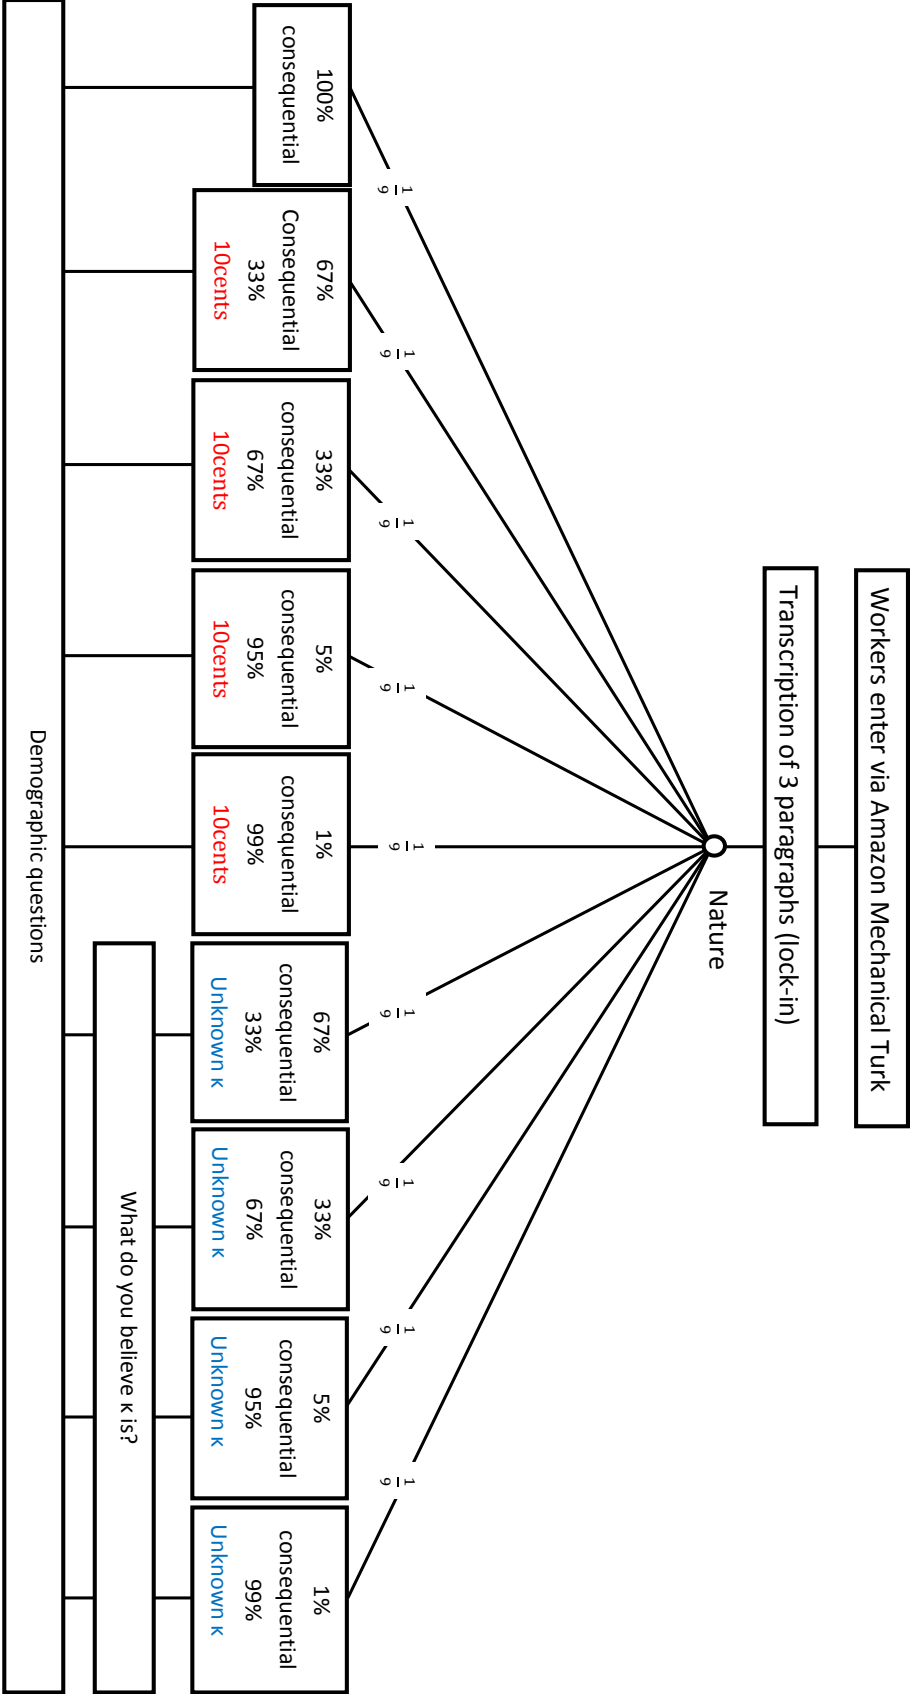 Workers enter via Amazon Mechanical Turk
Transcription of 3 paragraphs (lock-in)
Nature
1/9
1/9
1/9
1/9
1/9
1/9
1/9
1/9
1/9
100%
consequential
67%
Consequential
33%
10cents
33%
consequential
67%
10cents
5%
consequential
95%
10cents
1%
consequential
99%
10cents
67%
consequential
33%
Unknown κ
33%
consequential
67%
Unknown κ
5%
consequential
95%
Unknown κ
1%
consequential
99%
Unknown κ
What do you believe κ is?
Demographic questions